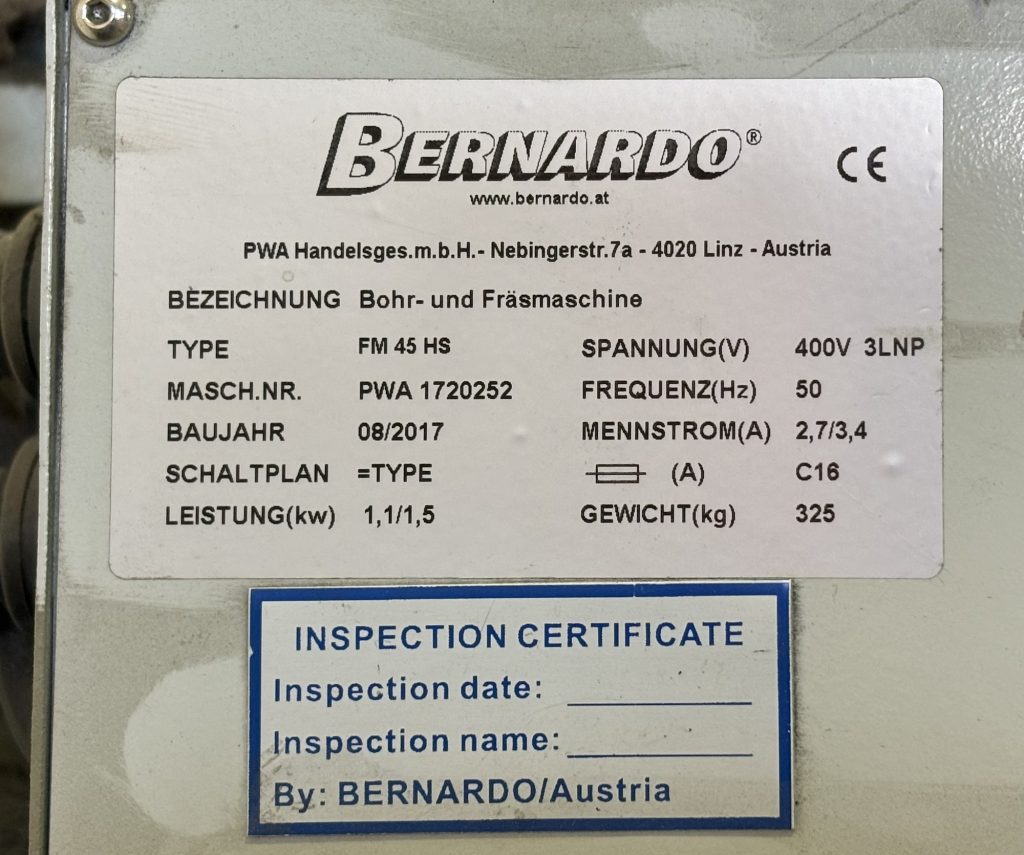 BERNARDO®
CE
www.bernardo.at
PWA Handelsges.m.b.H.- Nebingerstr.7a - 4020 Linz - Austria
BEZEICHNUNG Bohr- und Fräsmaschine
TYPE FM 45 HS SPANNUNG(V) 400V 3LNP
MASCH.NR. PWA 1720252 FREQUENZ(Hz) 50
BAUJAHR 08/2017 MENNSTROM(A) 2,7/3,4
SCHALTPLAN =TYPE (A) C16
LEISTUNG(kw) 1,1/1,5 GEWICHT(kg) 325
INSPECTION CERTIFICATE
Inspection date:
Inspection name:
By: BERNARDO/Austria